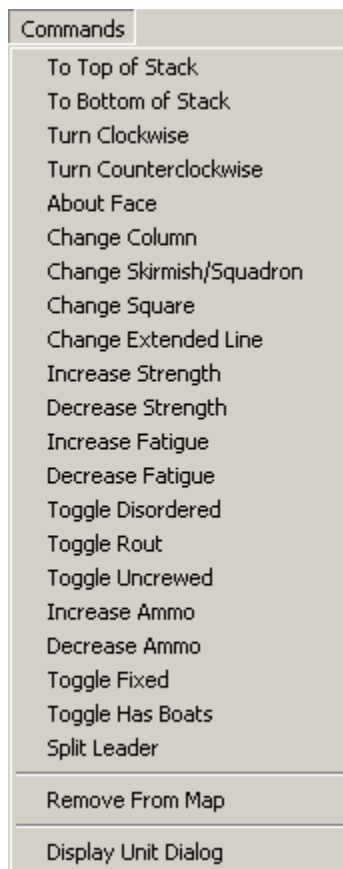 Commands
To Top of Stack
To Bottom of Stack
Turn Clockwise
Turn Counterclockwise
About Face
Change Column
Change Skirmish/Squadron
Change Square
Change Extended Line
Increase Strength
Decrease Strength
Increase Fatigue
Decrease Fatigue
Toggle Disordered
Toggle Rout
Toggle Uncrewed
Increase Ammo
Decrease Ammo
Toggle Fixed
Toggle Has Boats
Split Leader
Remove From Map
Display Unit Dialog